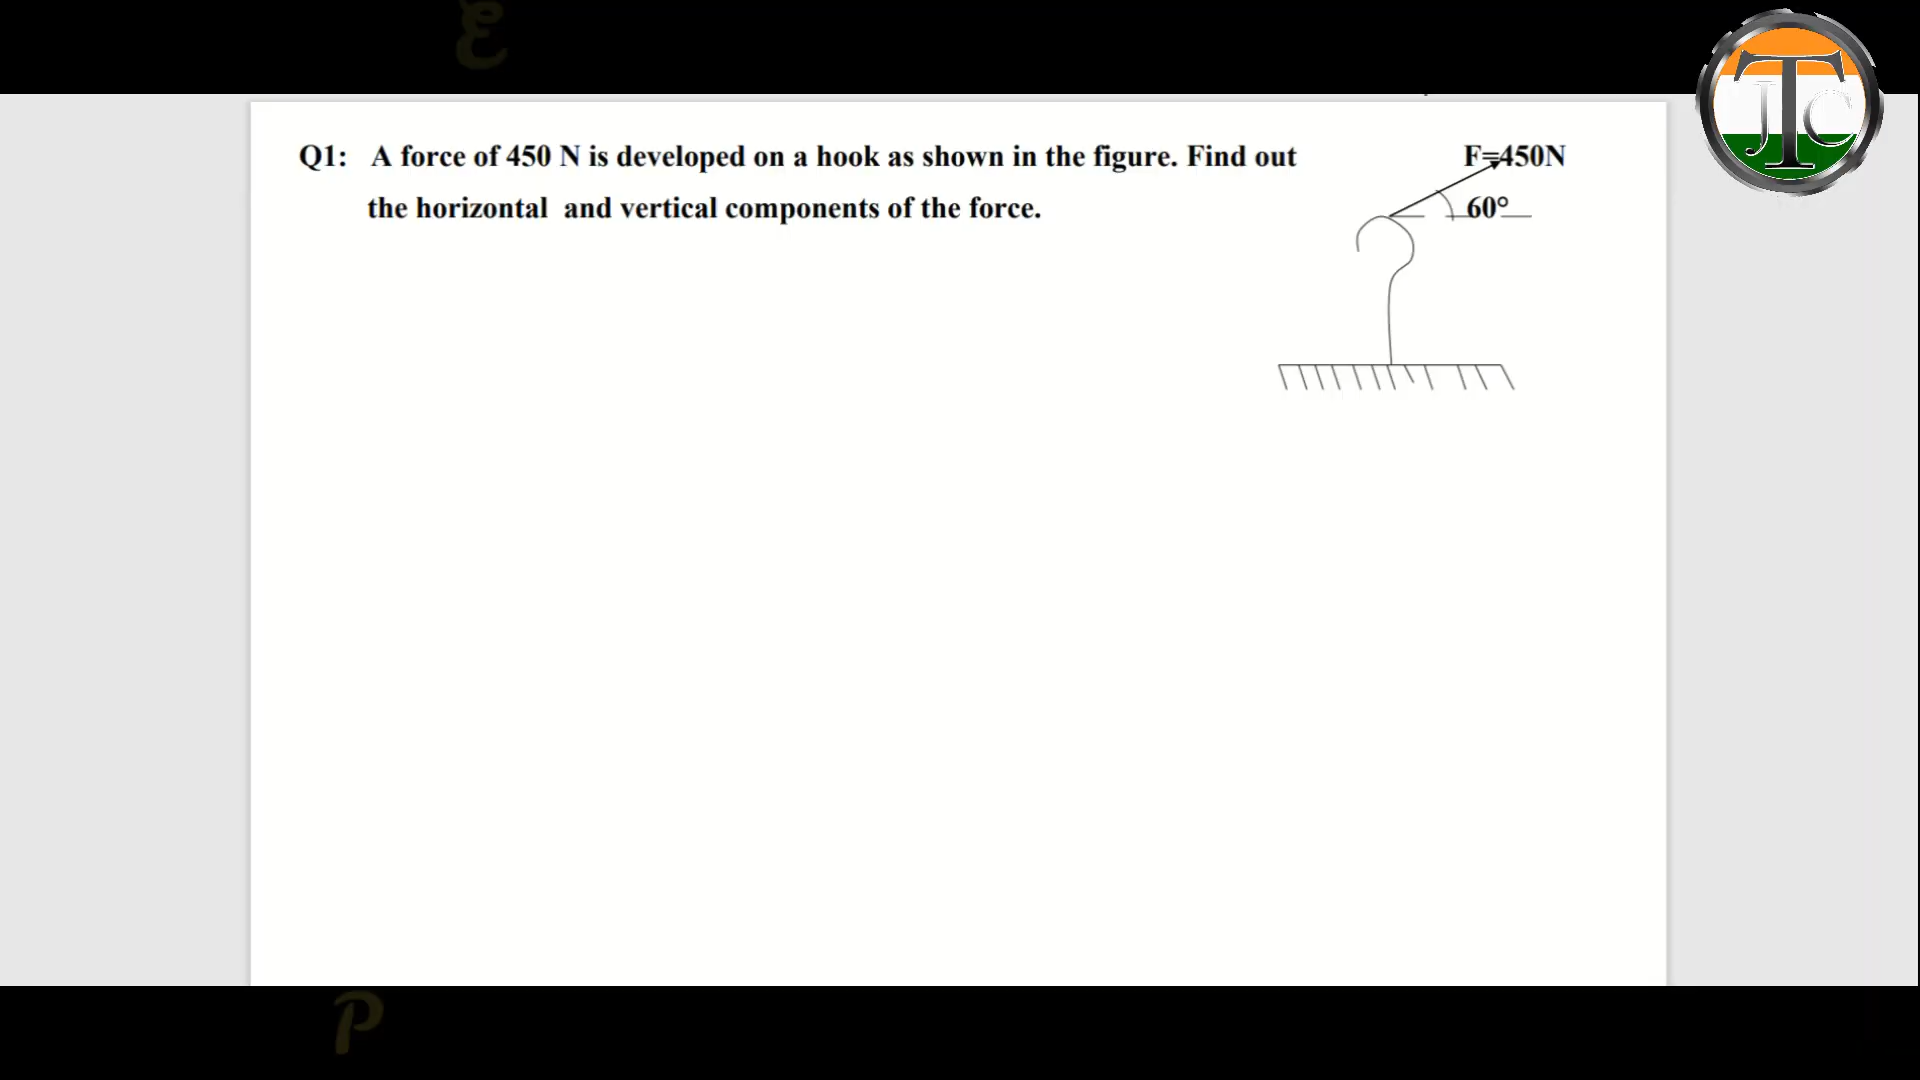 ε
JTC
Q1: A force of 450 N is developed on a hook as shown in the figure. Find out
the horizontal and vertical components of the force.
F=450N
60°
P